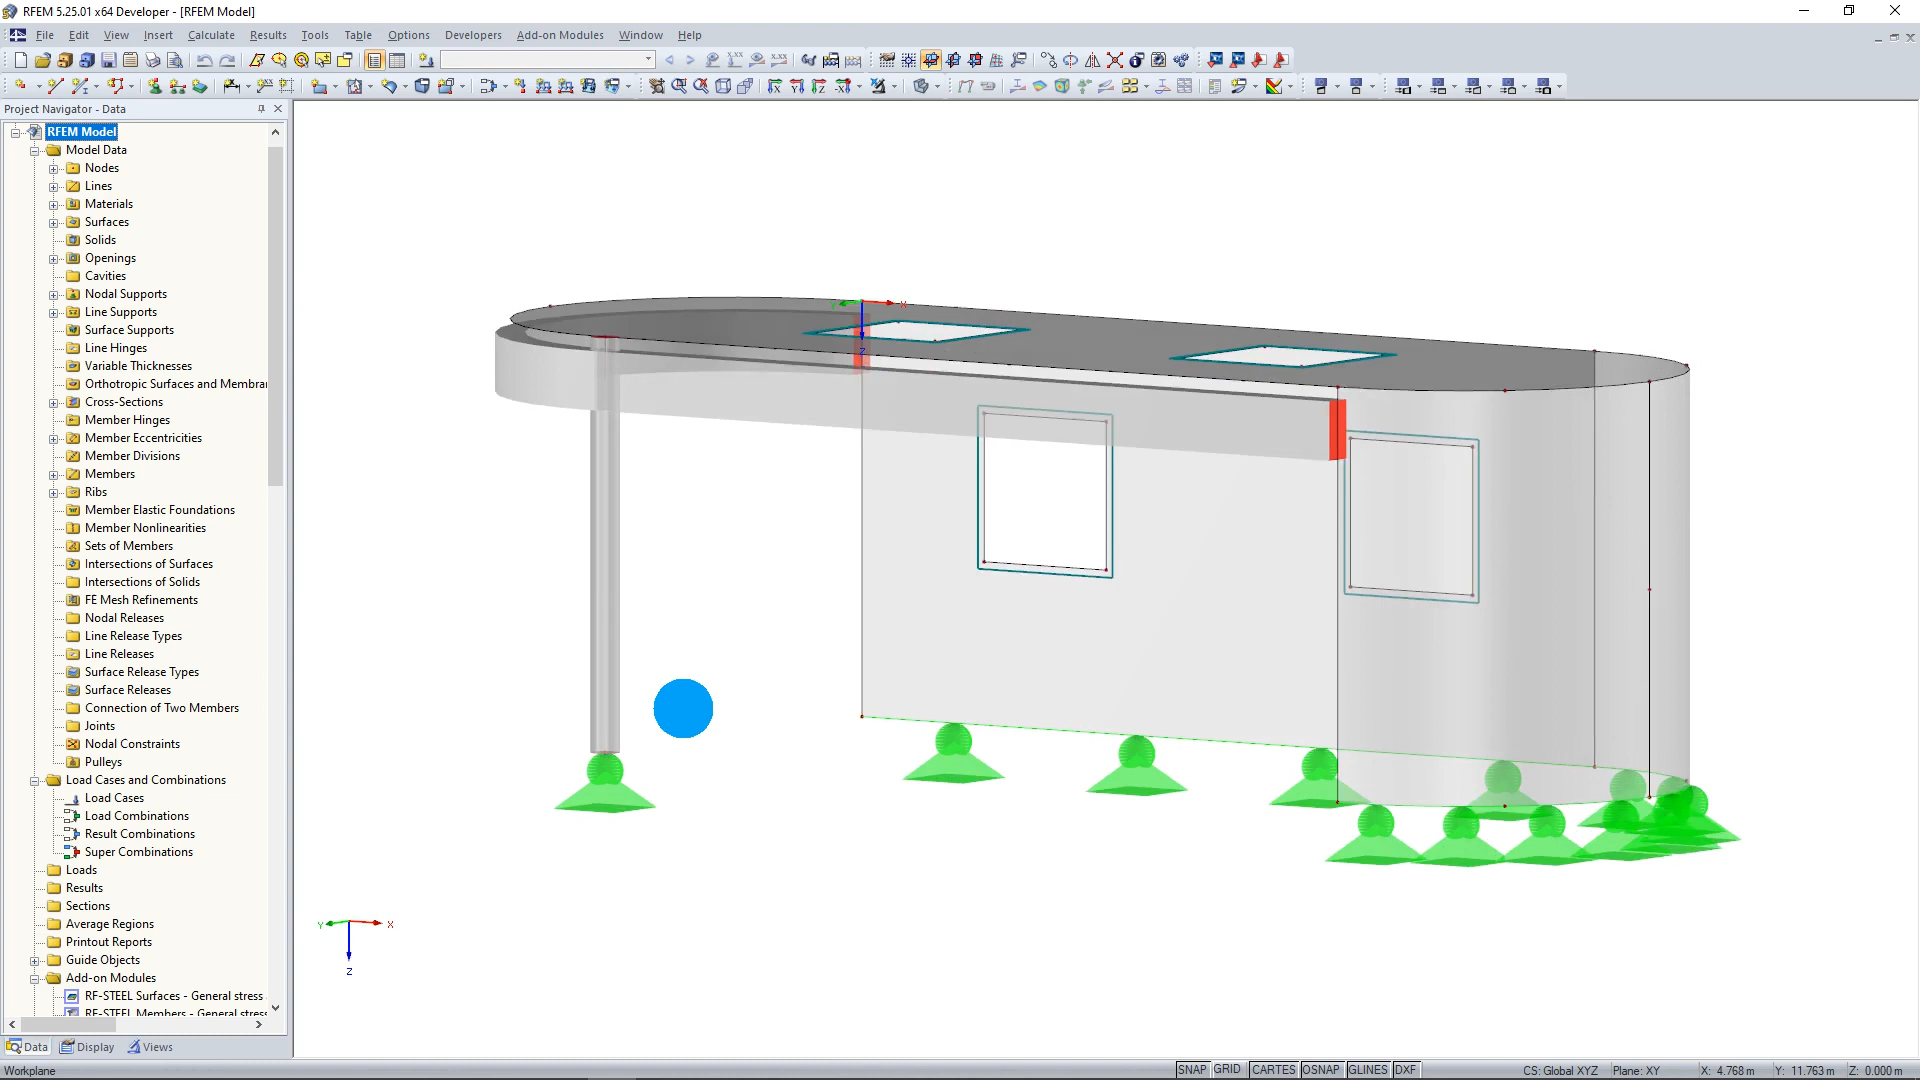 RFEM 5.25.01 x64 Developer - [RFEM Model]
File Edit View Insert Calculate Results Tools Table Options Developers Add-on Modules Window Help
Project Navigator - Data
RFEM Model
Model Data
Nodes
Lines
Materials
Surfaces
Solids
Openings
Cavities
Nodal Supports
Line Supports
Surface Supports
Line Hinges
Variable Thicknesses
Orthotropic Surfaces and Membra
Cross-Sections
Member Hinges
Member Eccentricities
Member Divisions
Members
Ribs
Member Elastic Foundations
Member Nonlinearities
Sets of Members
Intersections of Surfaces
Intersections of Solids
FE Mesh Refinements
Nodal Releases
Line Release Types
Line Releases
Surface Release Types
Surface Releases
Connection of Two Members
Joints
Nodal Constraints
Pulleys
Load Cases and Combinations
Load Cases
Load Combinations
Result Combinations
Super Combinations
Loads
Results
Sections
Average Regions
Printout Reports
Guide Objects
Add-on Modules
RF-STEEL Surfaces - General stress
RF-STEEL Members - General stress
Data Display Views
Y X
Z
Y X
Z
Workplane
SNAP GRID CARTES OSNAP GLINES DXF
CS: Global XYZ Plane: XY X: 4.768 m Y: 11.763 m Z: 0.000 m